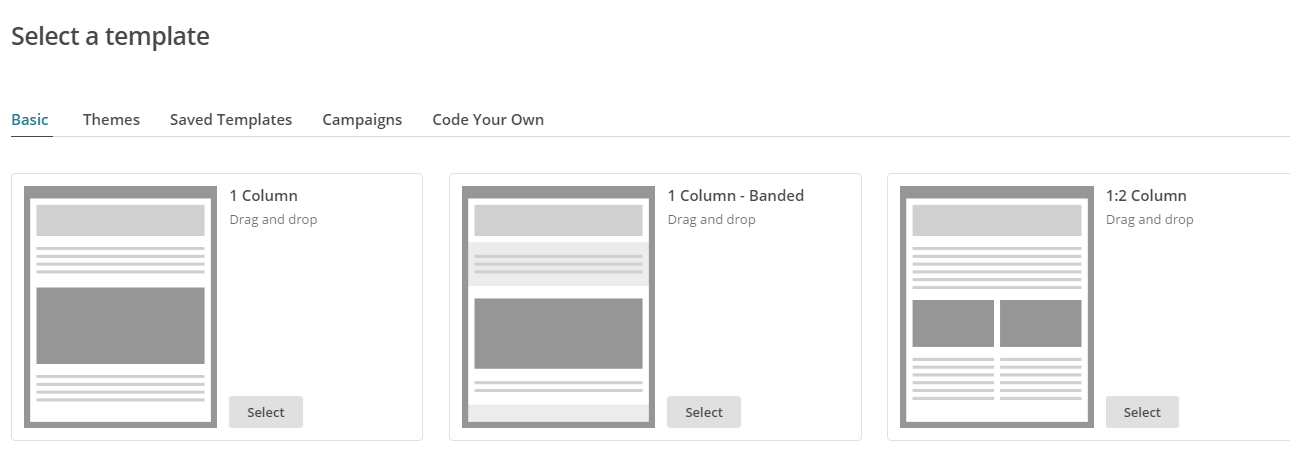 Select a template
Basic Themes Saved Templates Campaigns Code Your Own
1 Column
Drag and drop
Select
1 Column - Banded
Drag and drop
Select
1:2 Column
Drag and drop
Select